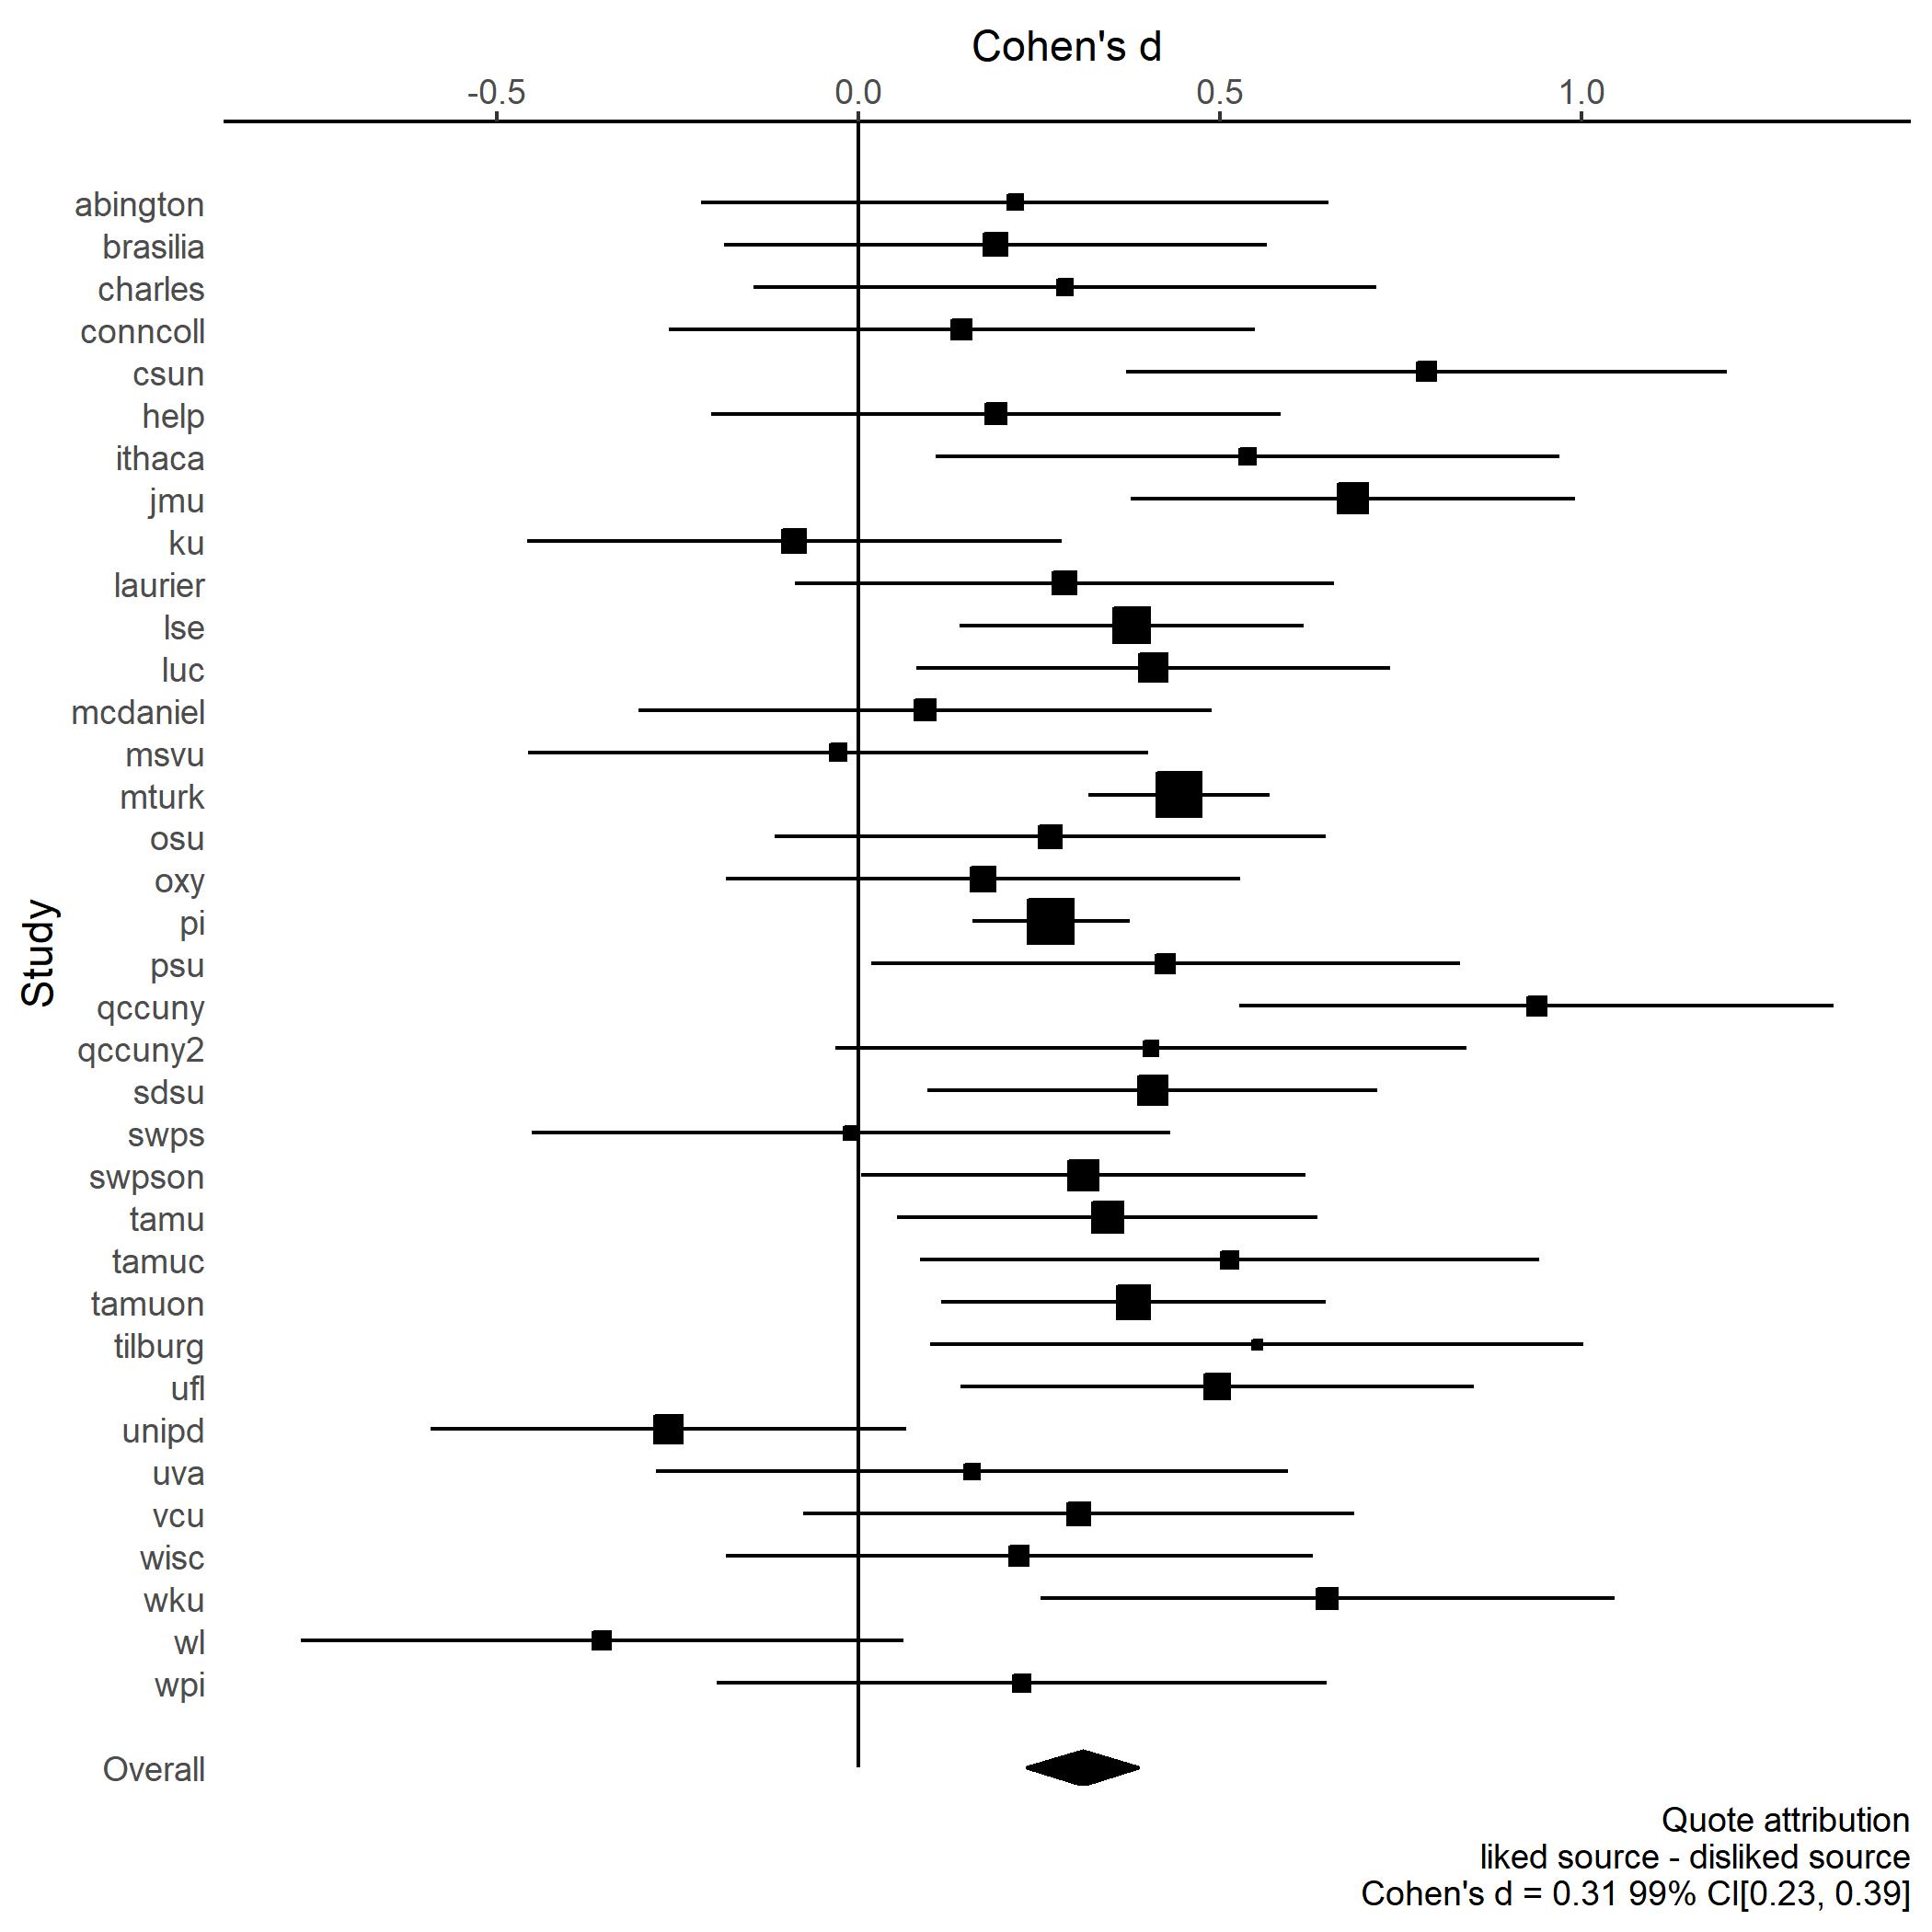 Cohen's d
-0.5 0.0 0.5 1.0
abington
brasilia
charles
conncoll
csun
help
ithaca
jmu
ku
laurier
lse
luc
mcdaniel
msvu
mturk
osu
oxy
pi
psu
qccuny
qccuny2
sdsu
swps
swpson
tamu
tamuc
tamuon
tilburg
ufl
unipd
uva
vcu
wisc
wku
wl
wpi
Overall
Study
Quote attribution
liked source - disliked source
Cohen's d = 0.31 99% CI[0.23, 0.39]